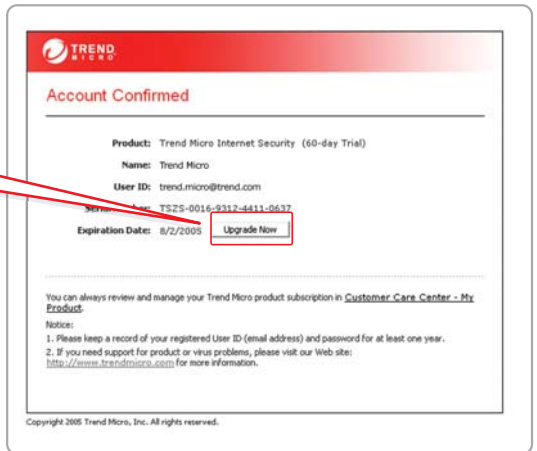 TREND
MICRO
Account Confirmed
Product: Trend Micro Internet Security (60-day Trial)
Name: Trend Micro
User ID: trend.micro@trend.com
TSZS-0016-9312-4411-0637
Expiration Date: 8/2/2005 Upgrade Now
You can always review and manage your Trend Micro product subscription in Customer Care Center - My
Product.
Notice:
1. Please keep a record of your registered User ID (email address) and password for at least one year.
2. If you need support for product or virus problems, please visit our Web site:
http://www.trendmicro.com for more information.
Copyright 2005 Trend Micro, Inc. All rights reserved.